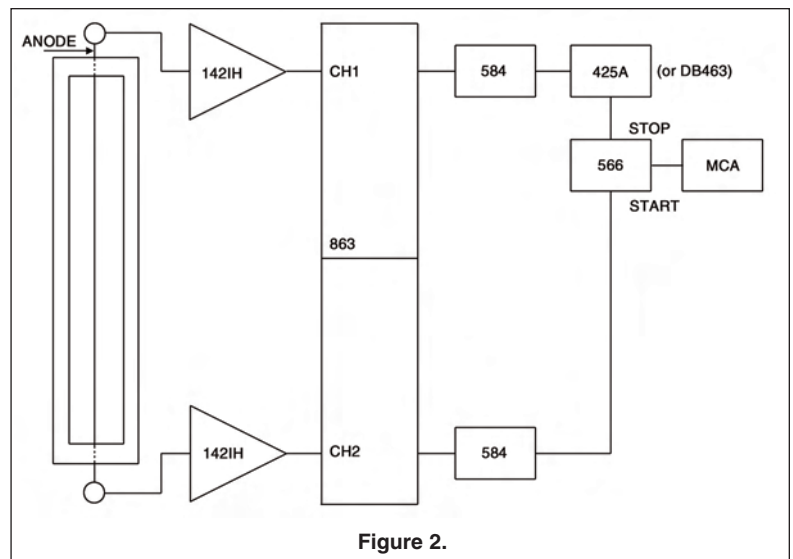 ANODE
142IH
CH1
584
425A
(or DB463)
STOP
566
MCA
START
863
142IH
CH2
584
Figure 2.